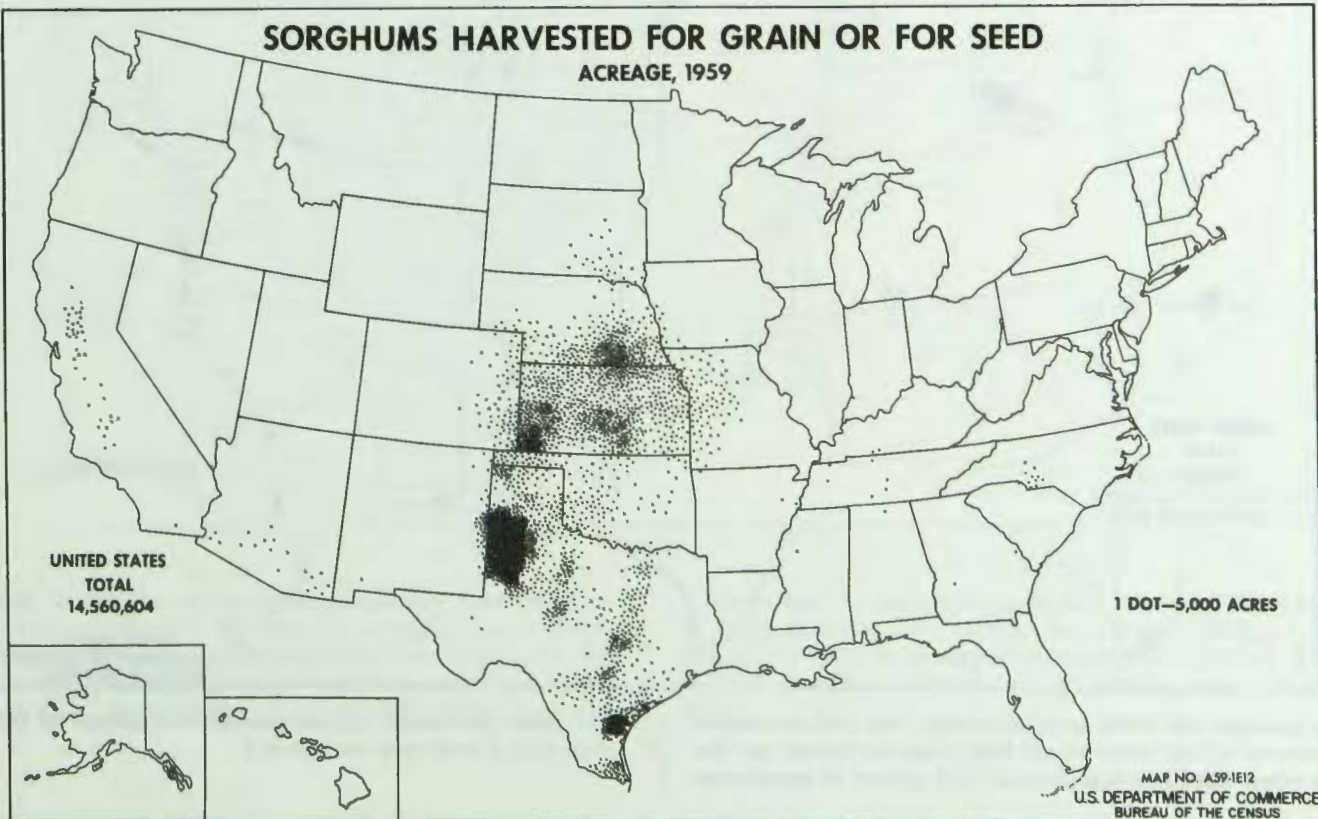 SORGHUMS HARVESTED FOR GRAIN OR FOR SEED
ACREAGE, 1959
UNITED STATES
TOTAL
14,560,604
1 DOT—5,000 ACRES
MAP NO. A59-1E12
U.S. DEPARTMENT OF COMMERCE
BUREAU OF THE CENSUS